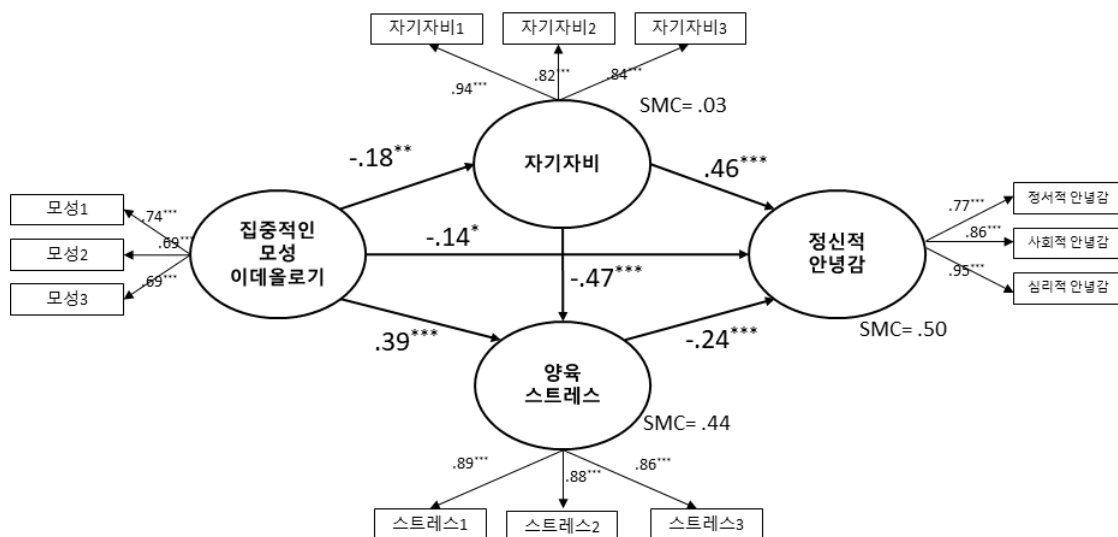 자기자비1
자기자비2
자기자비3
.94***
.82***
.84***
SMC= .03
자기자비
-.18**
.46***
모성1
모성2
모성3
.74***
.69***
.69***
집중적인
모성
이데올로기
-.14*
정신적
안녕감
.77***
.86***
.95***
정서적 안녕감
사회적 안녕감
심리적 안녕감
-.47***
.39***
-.24***
SMC= .50
양육
스트레스
SMC= .44
.89***
.88***
.86***
스트레스1
스트레스2
스트레스3